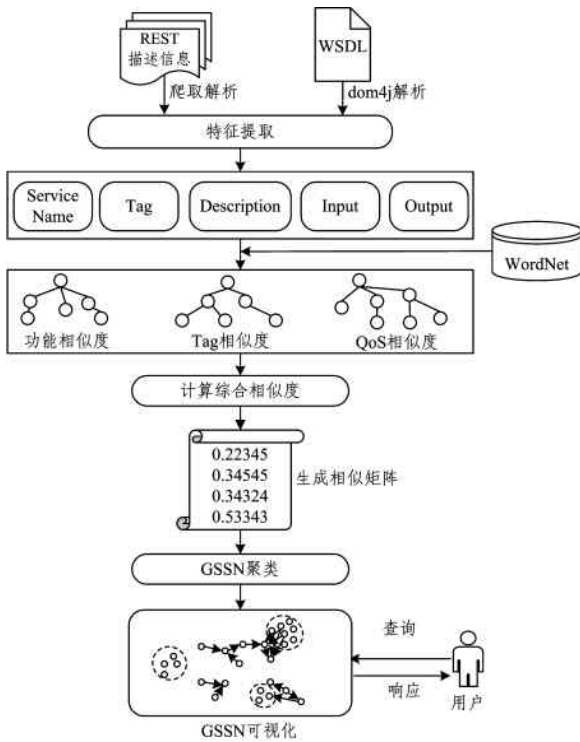 REST
描述信息
WSDL
爬取解析
dom4j解析
特征提取
Service
Name
Tag
Description
Input
Output
WordNet
功能相似度
Tag相似度
QoS相似度
计算综合相似度
0.22345
0.34545
0.34324
0.53343
生成相似矩阵
GSSN聚类
查询
响应
用户
GSSN可视化